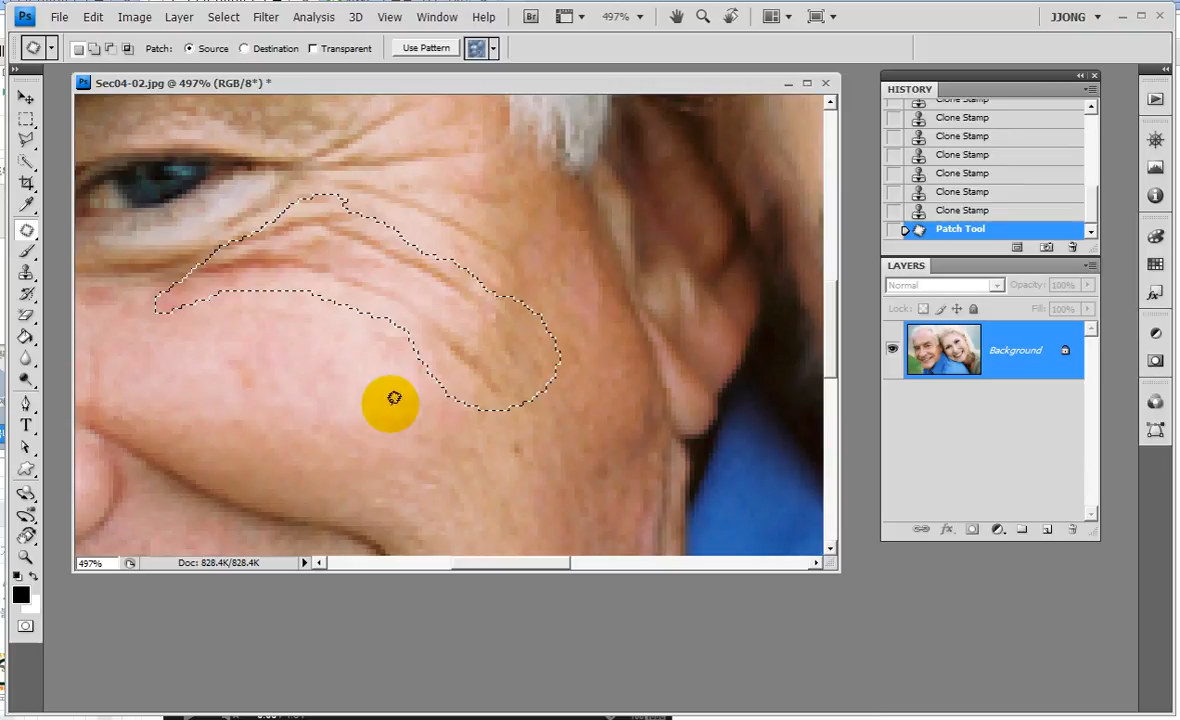 Ps File Edit Image Layer Select Filter Analysis 3D View Window Help Br 497% JJONG
Patch: Source Destination Transparent Use Pattern
Sec04-02.jpg @ 497% (RGB/8*) *
HISTORY
Clone Stamp
Clone Stamp
Clone Stamp
Clone Stamp
Clone Stamp
Clone Stamp
Clone Stamp
Patch Tool
LAYERS
Normal Opacity: 100%
Lock: Fill: 100%
Background
fx
497% Doc: 828.4K/828.4K